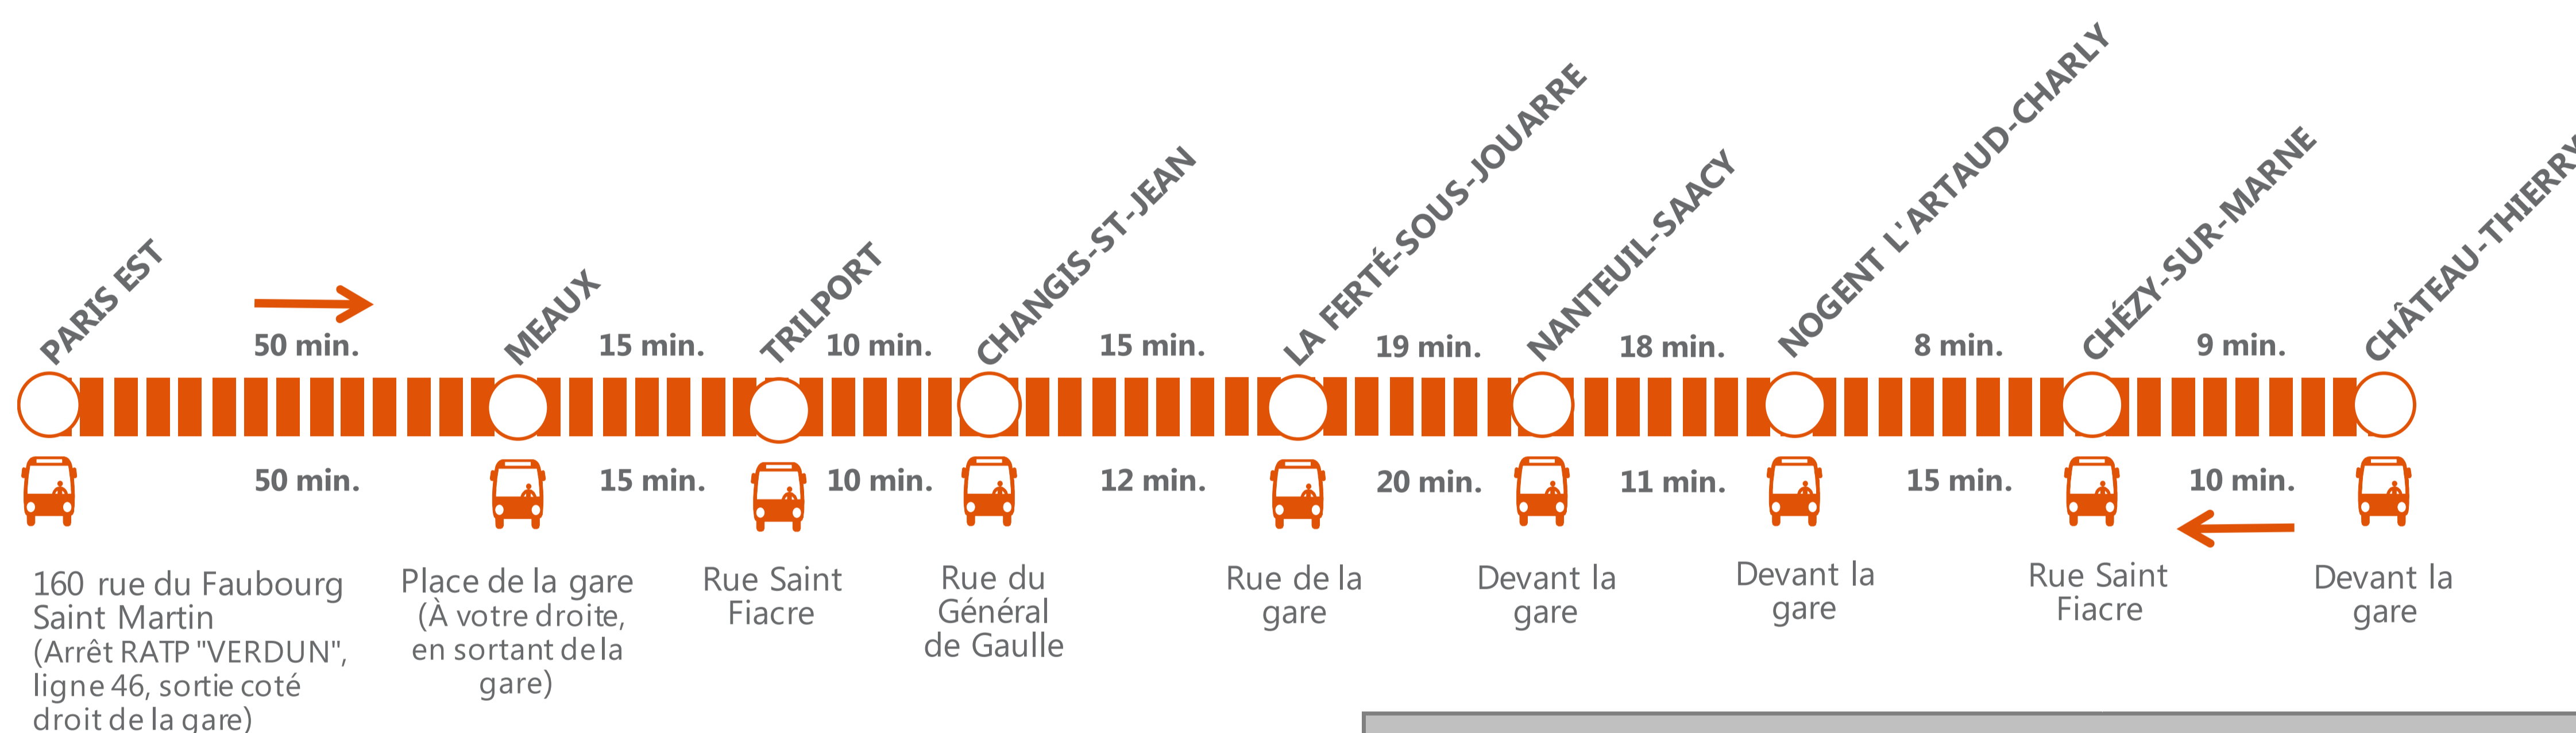 PARIS EST
MEAUX
TRILPORT
CHANGIS-ST-JEAN
LA FERTÉ-SOUS-JOUARRE
NANTEUIL-SAACY
NOGENT L'ARTAUD-CHARLY
CHÉZY-SUR-MARNE
CHÂTEAU-THIERRY
50 min.
15 min.
10 min.
15 min.
19 min.
18 min.
8 min.
9 min.
50 min.
15 min.
10 min.
12 min.
20 min.
11 min.
15 min.
10 min.
160 rue du Faubourg
Saint Martin
(Arrêt RATP "VERDUN",
ligne 46, sortie coté
droit de la gare)
Place de la gare
(À votre droite,
en sortant de la
gare)
Rue Saint
Fiacre
Rue du
Général
de Gaulle
Rue de la
gare
Devant la
gare
Devant la
gare
Rue Saint
Fiacre
Devant la
gare